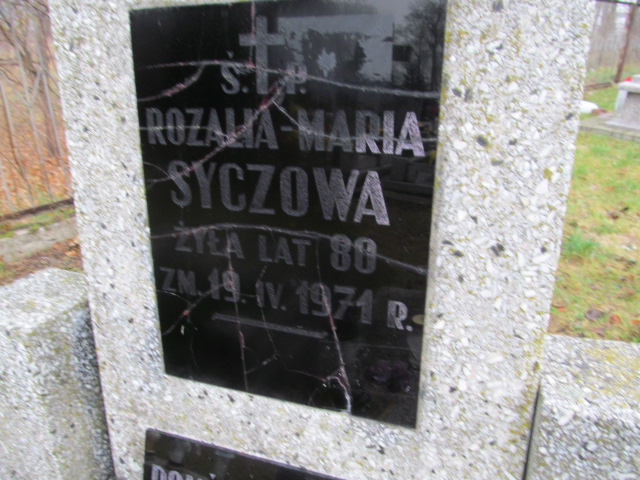 Ś.†P.
ROZALIA-MARIA
SYCZOWA
ŻYŁA LAT 80
ZM. 19. IV. 1971 R.